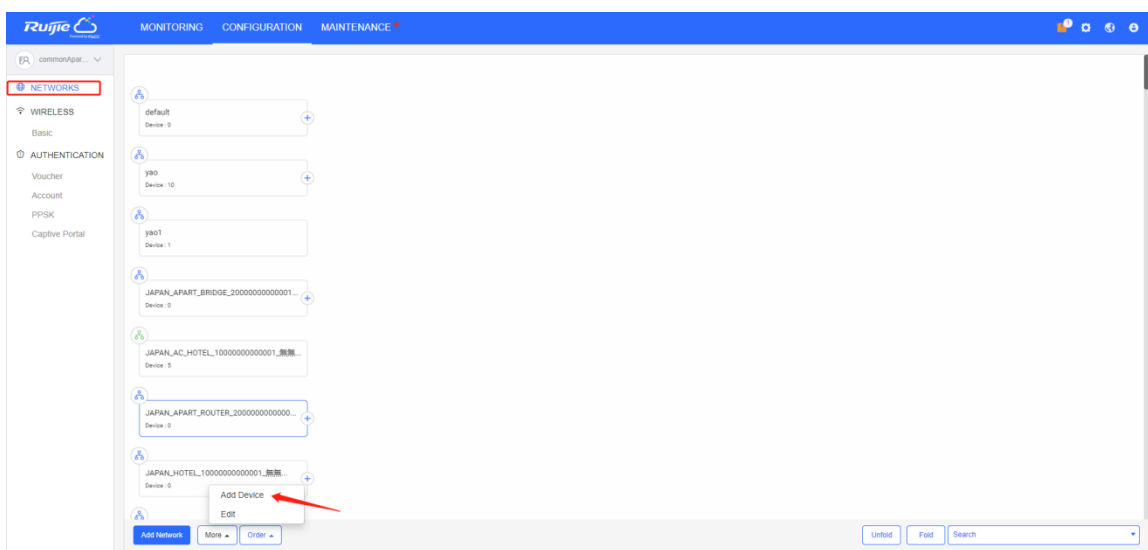 Ruijie
MONITORING CONFIGURATION MAINTENANCE
commonApar...
NETWORKS
WIRELESS
Basic
AUTHENTICATION
Voucher
Account
PPSK
Captive Portal
default
Device : 0
yao
Device : 10
yao1
Device : 1
JAPAN_APART_BRIDGE_20000000000001...
Device : 0
JAPAN_AC_HOTEL_10000000000001_無無...
Device : 5
JAPAN_APART_ROUTER_2000000000000...
Device : 0
JAPAN_HOTEL_10000000000001_無無...
Device : 0
Add Device
Edit
Add Network More Order Unfold Fold Search